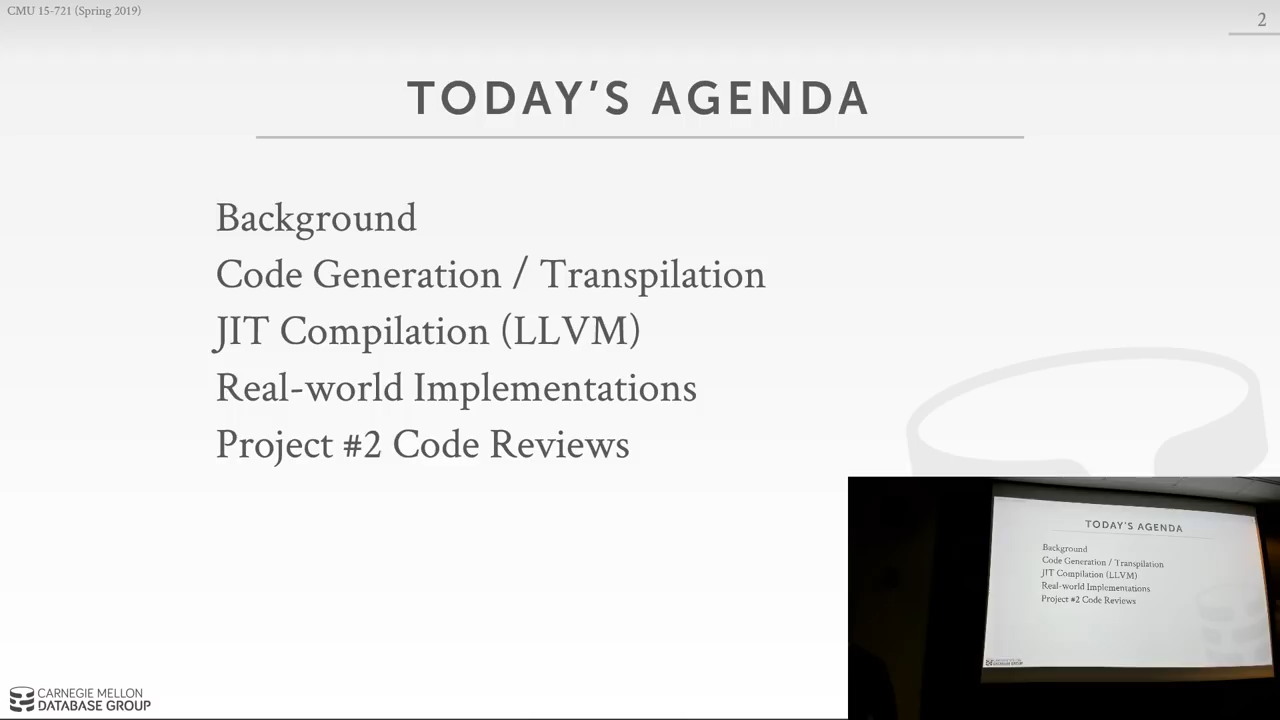 CMU 15-721 (Spring 2019)
2
TODAY'S AGENDA
Background
Code Generation / Transpilation
JIT Compilation (LLVM)
Real-world Implementations
Project #2 Code Reviews
TODAY'S AGENDA
Background
Code Generation / Transpilation
JIT Compilation (LLVM)
Real-world Implementations
Project #2 Code Reviews
CARNEGIE MELLON
DATABASE GROUP